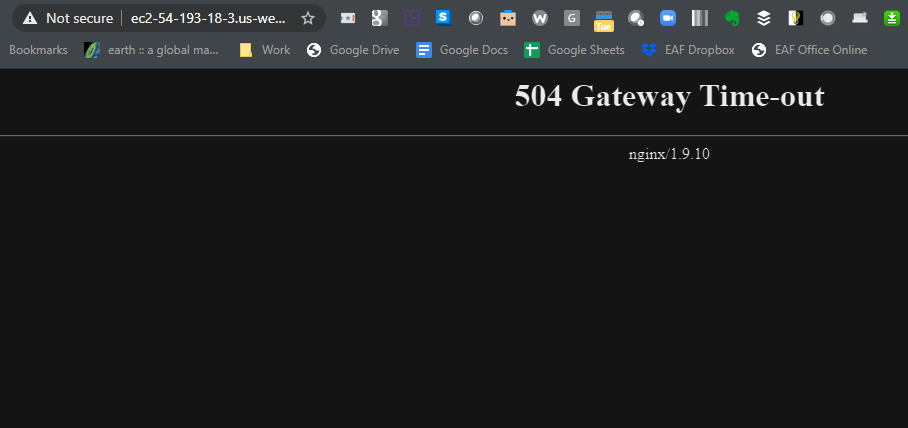 Not secure | ec2-54-193-18-3.us-we...
Tue
Bookmarks earth :: a global ma... Work Google Drive Google Docs Google Sheets EAF Dropbox EAF Office Online
504 Gateway Time-out
nginx/1.9.10